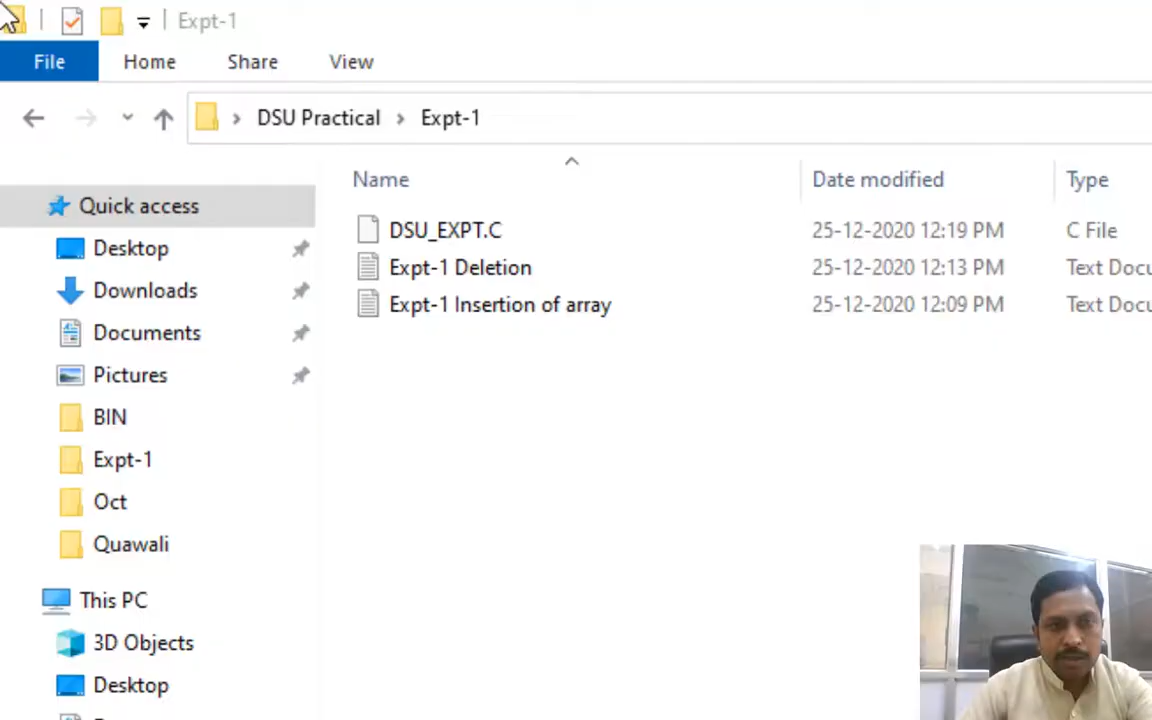 Expt-1
File Home Share View
DSU Practical Expt-1
Name Date modified Type
Quick access
DSU_EXPT.C 25-12-2020 12:19 PM C File
Desktop
Expt-1 Deletion 25-12-2020 12:13 PM Text Docu
Downloads
Expt-1 Insertion of array 25-12-2020 12:09 PM Text Docu
Documents
Pictures
BIN
Expt-1
Oct
Quawali
This PC
3D Objects
Desktop